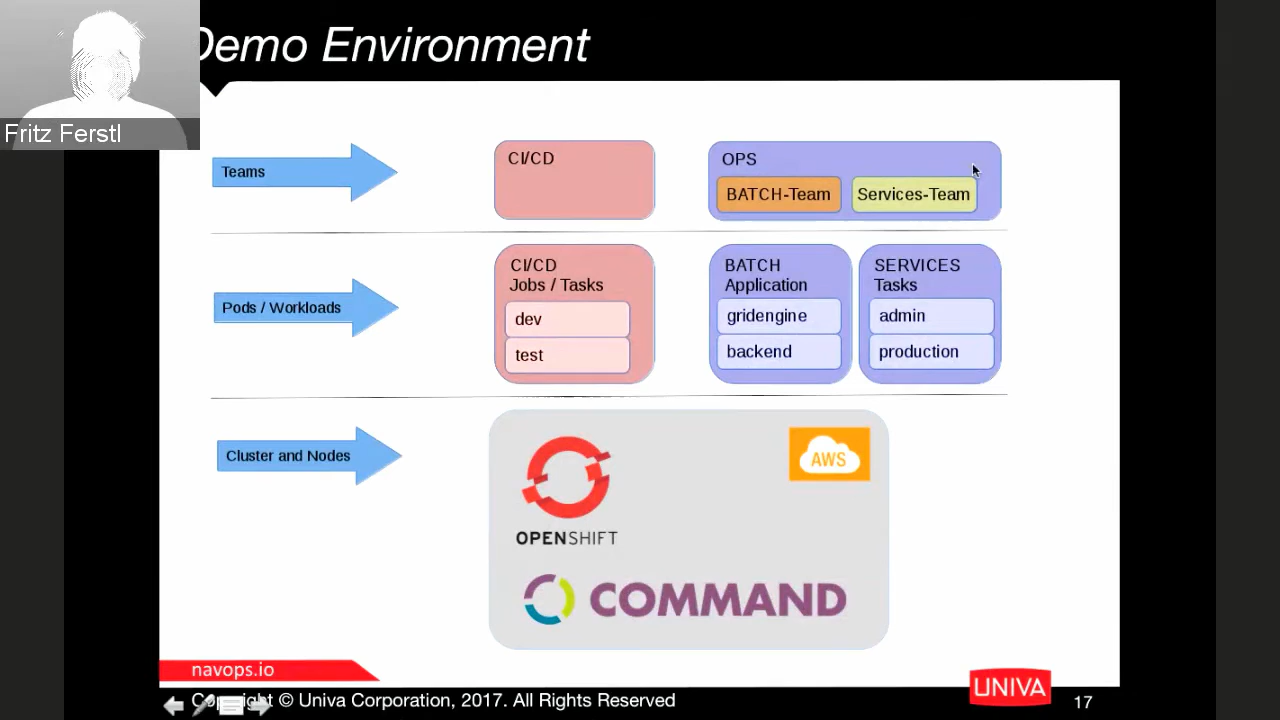 Demo Environment
Fritz Ferstl
Teams
CI/CD
OPS
BATCH-Team
Services-Team
Pods / Workloads
CI/CD
Jobs / Tasks
dev
test
BATCH
Application
gridengine
backend
SERVICES
Tasks
admin
production
Cluster and Nodes
OPENSHIFT
AWS
COMMAND
navops.io
UNIVA
Copyright © Univa Corporation, 2017. All Rights Reserved
17